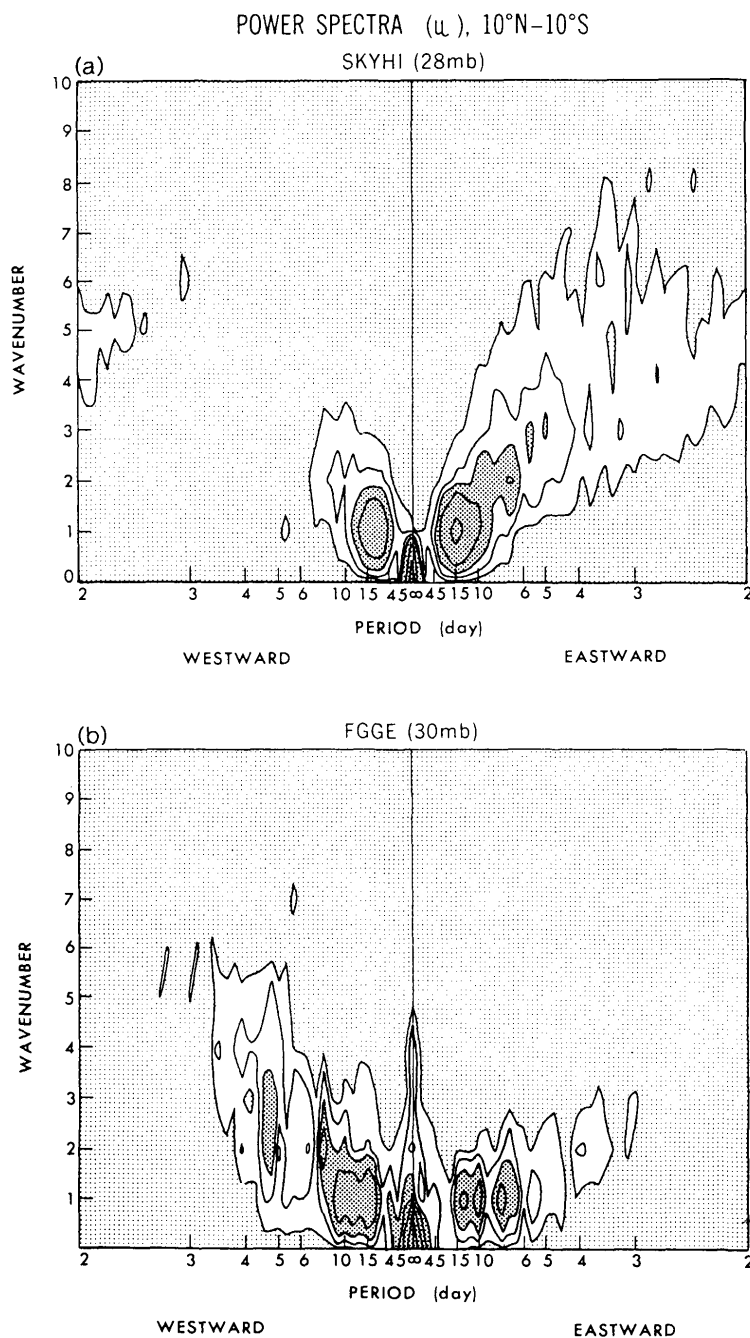 POWER SPECTRA (u), 10°N–10°S
(a)
SKYHI (28mb)
10
9
8
7
6
5
4
3
2
1
0
WAVENUMBER
2 3 4 5 6 10 15 45 ∞ 45 15 10 6 5 4 3 2
PERIOD (day)
WESTWARD EASTWARD
(b)
FGGE (30mb)
10
9
8
7
6
5
4
3
2
1
WAVENUMBER
2 3 4 5 6 10 15 45 ∞ 45 15 10 6 5 4 3 2
PERIOD (day)
WESTWARD EASTWARD